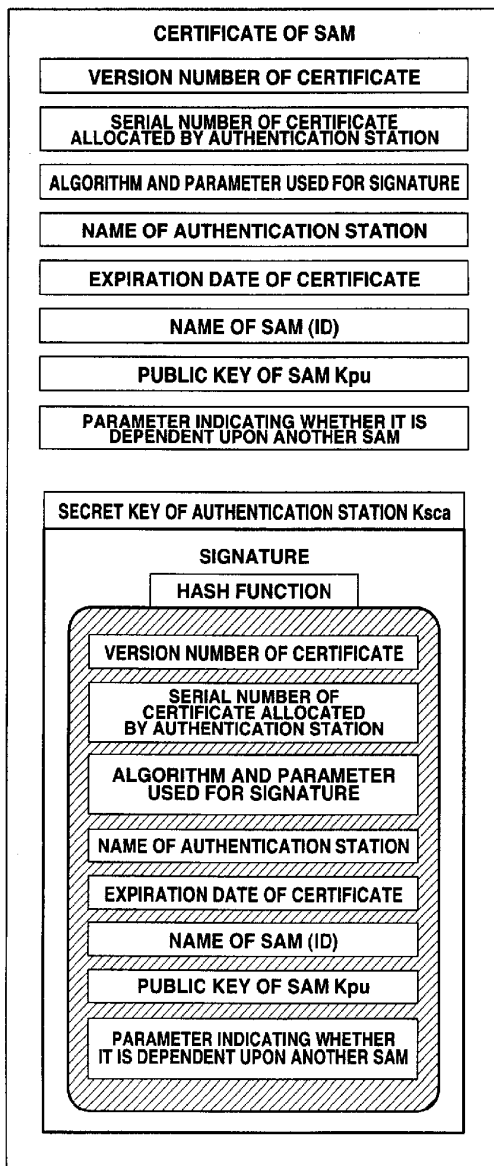 CERTIFICATE OF SAM
VERSION NUMBER OF CERTIFICATE
SERIAL NUMBER OF CERTIFICATE
ALLOCATED BY AUTHENTICATION STATION
ALGORITHM AND PARAMETER USED FOR SIGNATURE
NAME OF AUTHENTICATION STATION
EXPIRATION DATE OF CERTIFICATE
NAME OF SAM (ID)
PUBLIC KEY OF SAM Kpu
PARAMETER INDICATING WHETHER IT IS
DEPENDENT UPON ANOTHER SAM
SECRET KEY OF AUTHENTICATION STATION Ksca
SIGNATURE
HASH FUNCTION
VERSION NUMBER OF CERTIFICATE
SERIAL NUMBER OF
CERTIFICATE ALLOCATED
BY AUTHENTICATION STATION
ALGORITHM AND PARAMETER
USED FOR SIGNATURE
NAME OF AUTHENTICATION STATION
EXPIRATION DATE OF CERTIFICATE
NAME OF SAM (ID)
PUBLIC KEY OF SAM Kpu
PARAMETER INDICATING WHETHER
IT IS DEPENDENT UPON ANOTHER SAM